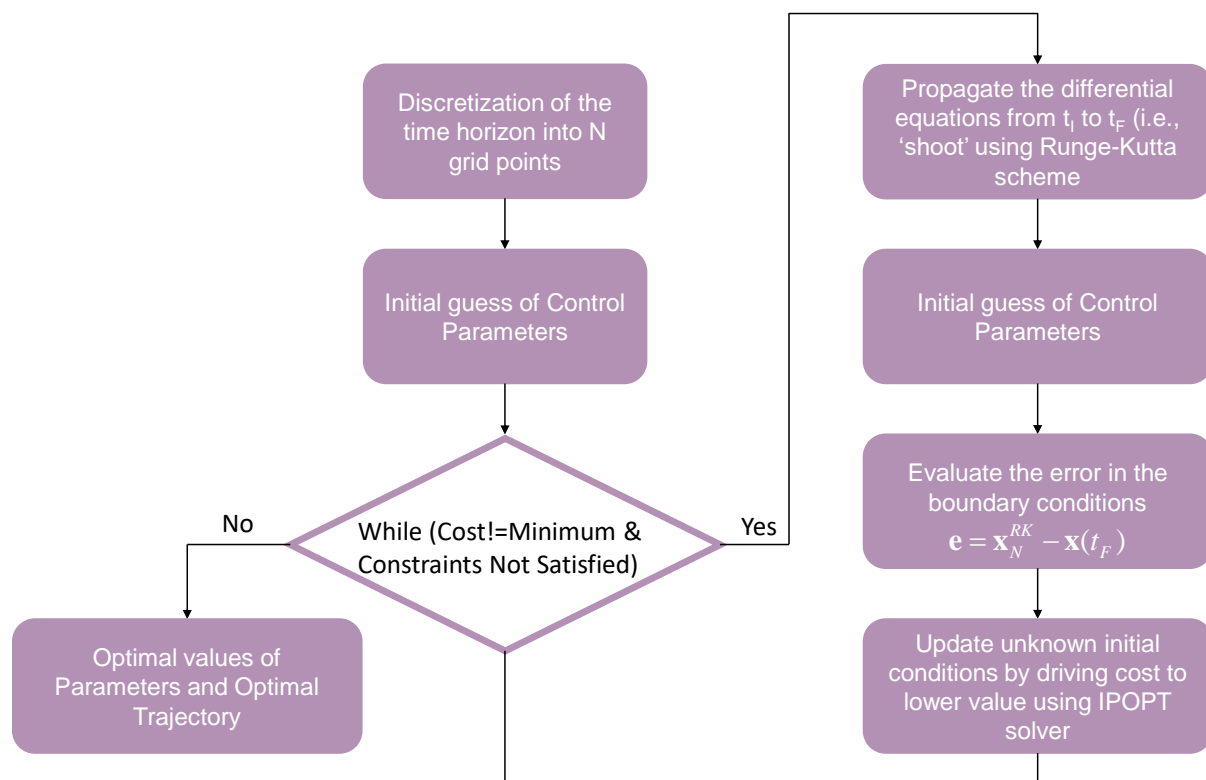 Discretization of the
time horizon into N
grid points
Initial guess of Control
Parameters
While (Cost!=Minimum &
Constraints Not Satisfied)
No
Yes
Optimal values of
Parameters and Optimal
Trajectory
Propagate the differential
equations from t_I to t_F (i.e.,
‘shoot’ using Runge-Kutta
scheme
Initial guess of Control
Parameters
Evaluate the error in the
boundary conditions
e = x_N^{RK} − x(t_F)
Update unknown initial
conditions by driving cost to
lower value using IPOPT
solver